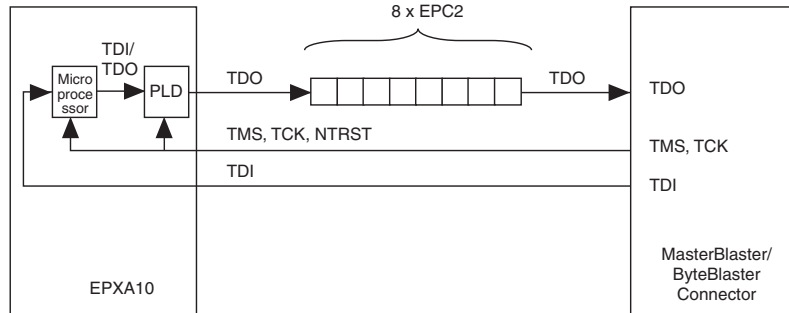 8 x EPC2
TDI/
TDO
Micro
proce
ssor
PLD
TDO
TDO
TDO
TMS, TCK, NTRST
TMS, TCK
TDI
TDI
EPXA10
MasterBlaster/
ByteBlaster
Connector